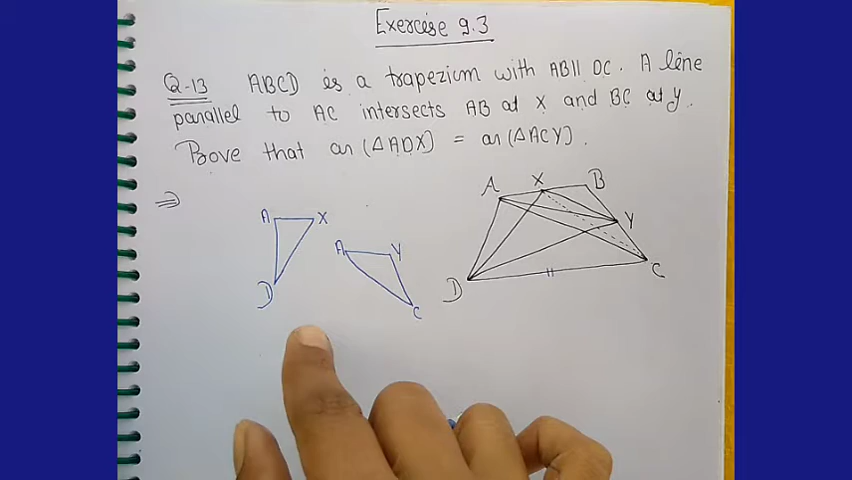 Exercise 9.3
Q-13 ABCD is a trapezium with AB || DC. A line
parallel to AC intersects AB at X and BC at Y.
Prove that ar (△ADX) = ar (△ACY).
⇒
A X
D
A Y
C
A X B
Y
D C